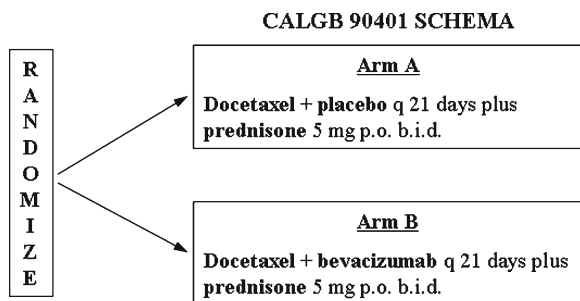 CALGB 90401 SCHEMA
R
A
N
D
O
M
I
Z
E
Arm A
Docetaxel + placebo q 21 days plus
prednisone 5 mg p.o. b.i.d.
Arm B
Docetaxel + bevacizumab q 21 days plus
prednisone 5 mg p.o. b.i.d.